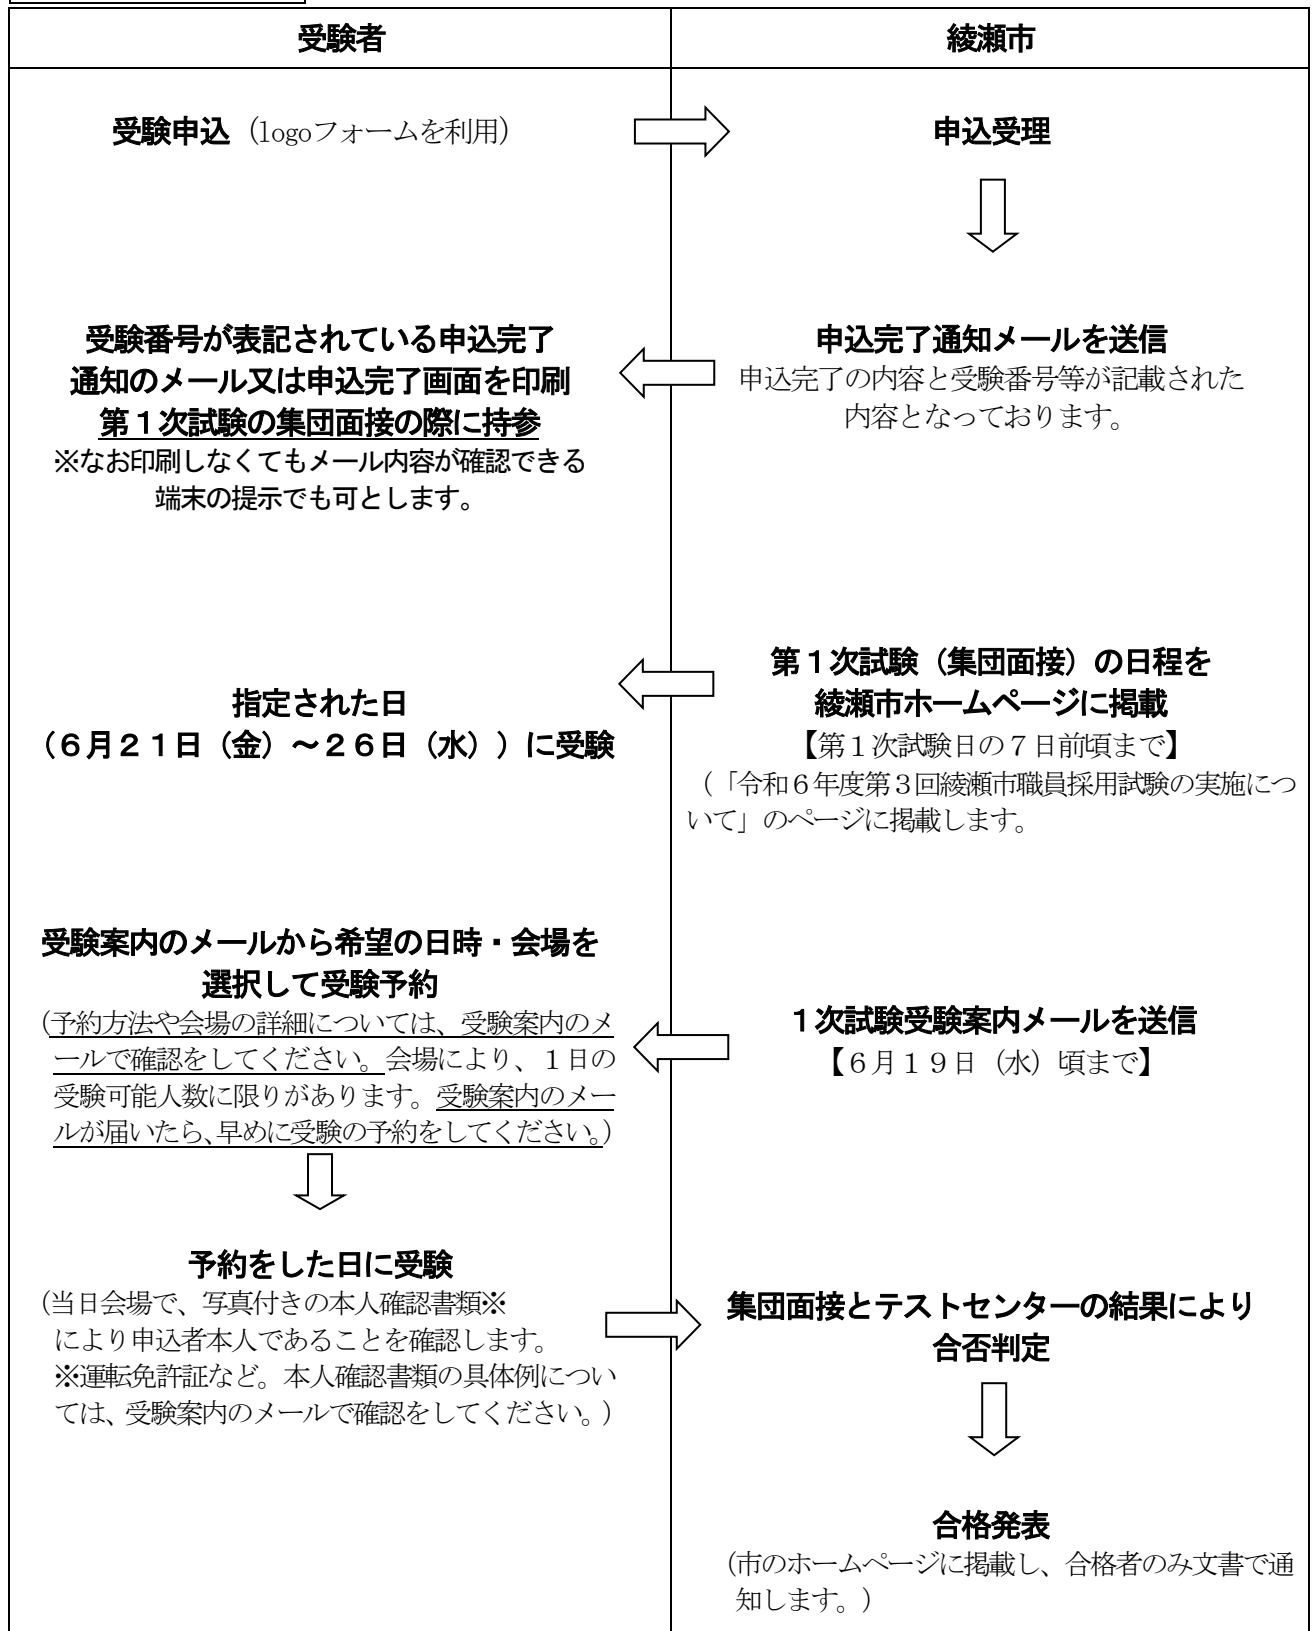 受験者
綾瀬市
受験申込（logoフォームを利用）
申込受理
受験番号が表記されている申込完了
通知のメール又は申込完了画面を印刷
第１次試験の集団面接の際に持参
※なお印刷しなくてもメール内容が確認できる
端末の提示でも可とします。
申込完了通知メールを送信
申込完了の内容と受験番号等が記載された
内容となっております。
第１次試験（集団面接）の日程を
綾瀬市ホームページに掲載
【第１次試験日の７日前頃まで】
（「令和６年度第３回綾瀬市職員採用試験の実施につ
いて」のページに掲載します。
指定された日
（６月２１日（金）～２６日（水））に受験
受験案内のメールから希望の日時・会場を
選択して受験予約
（予約方法や会場の詳細については、受験案内のメ
ールで確認をしてください。会場により、１日の
受験可能人数に限りがあります。受験案内のメー
ルが届いたら、早めに受験の予約をしてください。）
１次試験受験案内メールを送信
【６月１９日（水）頃まで】
予約をした日に受験
（当日会場で、写真付きの本人確認書類※
により申込者本人であることを確認します。
※運転免許証など。本人確認書類の具体例につい
ては、受験案内のメールで確認をしてください。）
集団面接とテストセンターの結果により
合否判定
合格発表
（市のホームページに掲載し、合格者のみ文書で通
知します。）